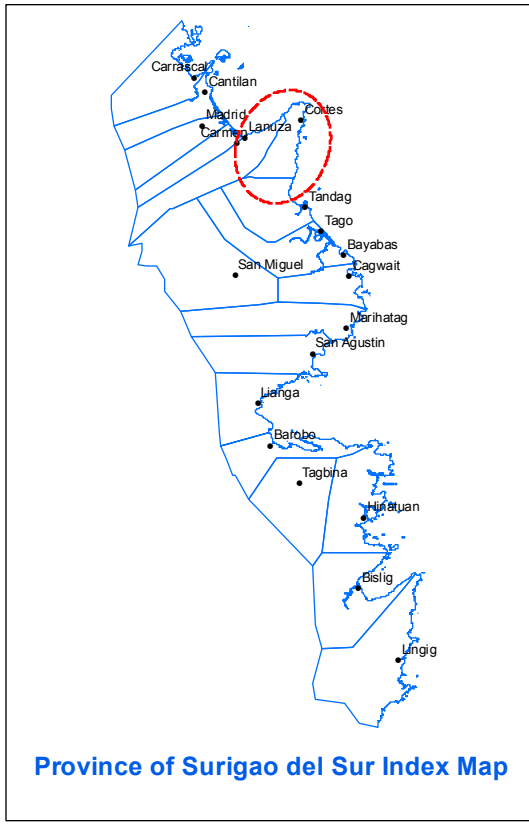 Carrascal
Cantilan
Cortes
Madrid
Lanuza
Carmen
Tandag
Tago
Bayabas
San Miguel
Cagwait
Marihatag
San Agustin
Lianga
Barobo
Tagbina
Hinatuan
Bislig
Lingig
Province of Surigao del Sur Index Map